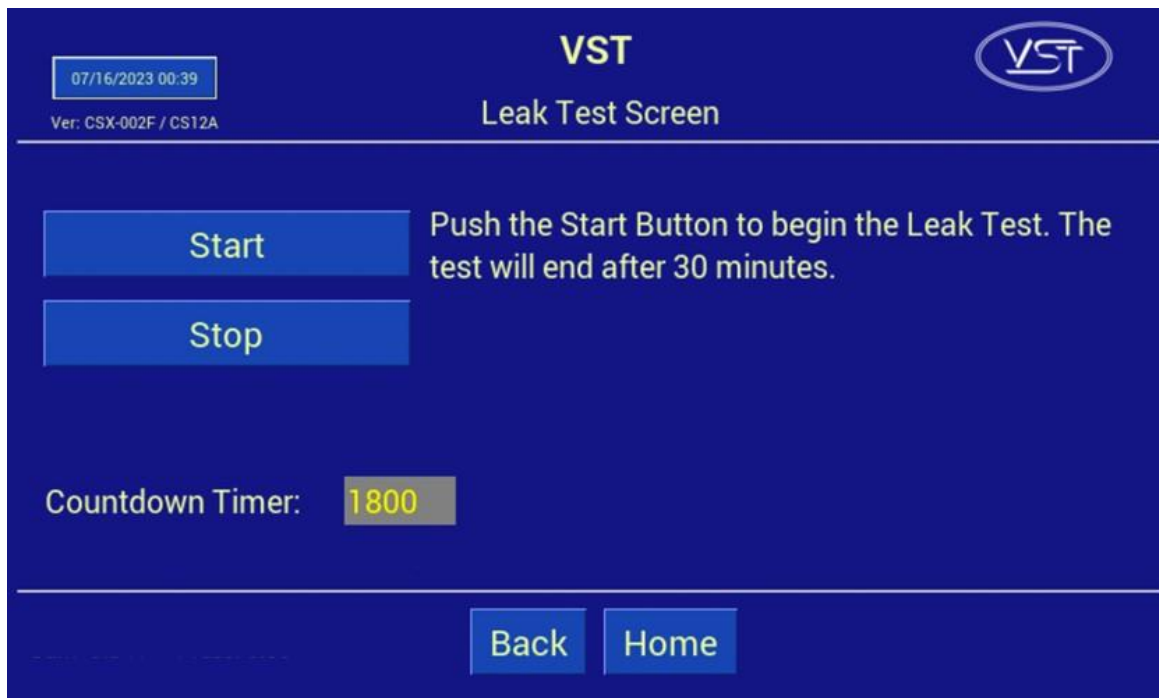 VST
VST
07/16/2023 00:39
Ver: CSX-002F / CS12A
Leak Test Screen
Start
Push the Start Button to begin the Leak Test. The
test will end after 30 minutes.
Stop
Countdown Timer: 1800
Back Home